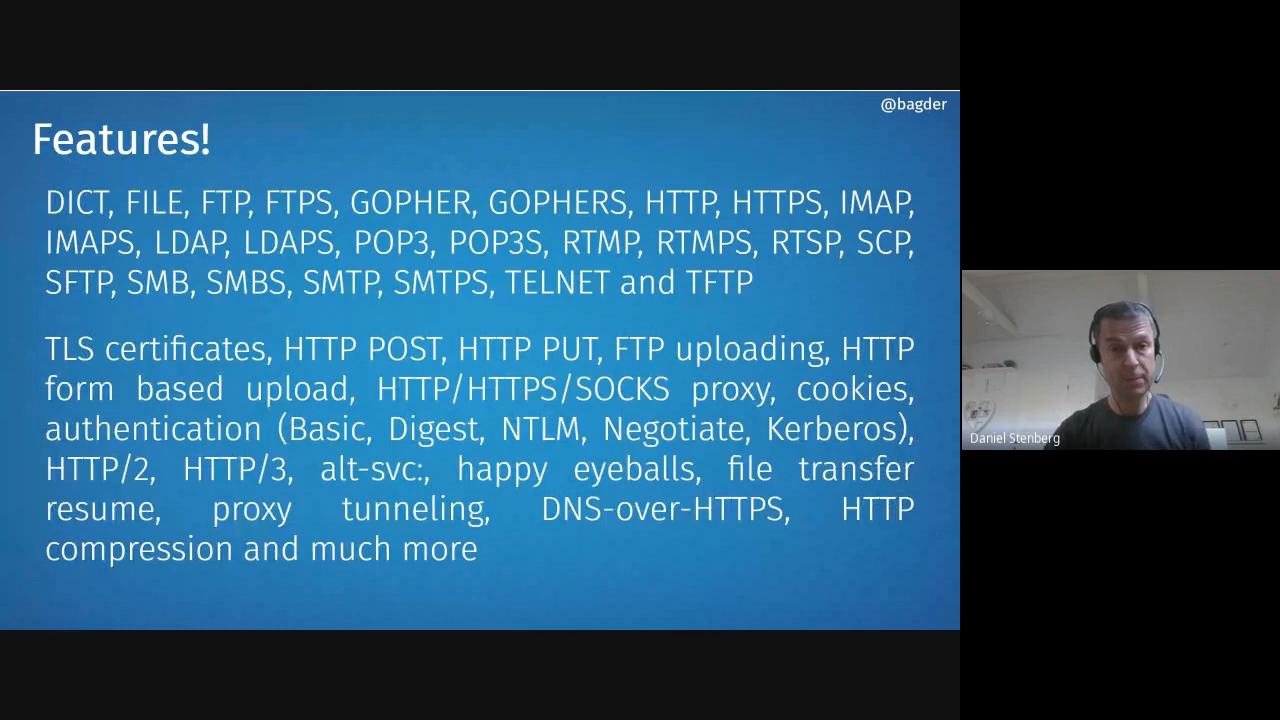 @bagder
Features!
DICT, FILE, FTP, FTPS, GOPHER, GOPHERS, HTTP, HTTPS, IMAP,
IMAPS, LDAP, LDAPS, POP3, POP3S, RTMP, RTMPS, RTSP, SCP,
SFTP, SMB, SMBS, SMTP, SMTPS, TELNET and TFTP
TLS certificates, HTTP POST, HTTP PUT, FTP uploading, HTTP
form based upload, HTTP/HTTPS/SOCKS proxy, cookies,
authentication (Basic, Digest, NTLM, Negotiate, Kerberos),
HTTP/2, HTTP/3, alt-svc:, happy eyeballs, file transfer
resume, proxy tunneling, DNS-over-HTTPS, HTTP
compression and much more
Daniel Stenberg